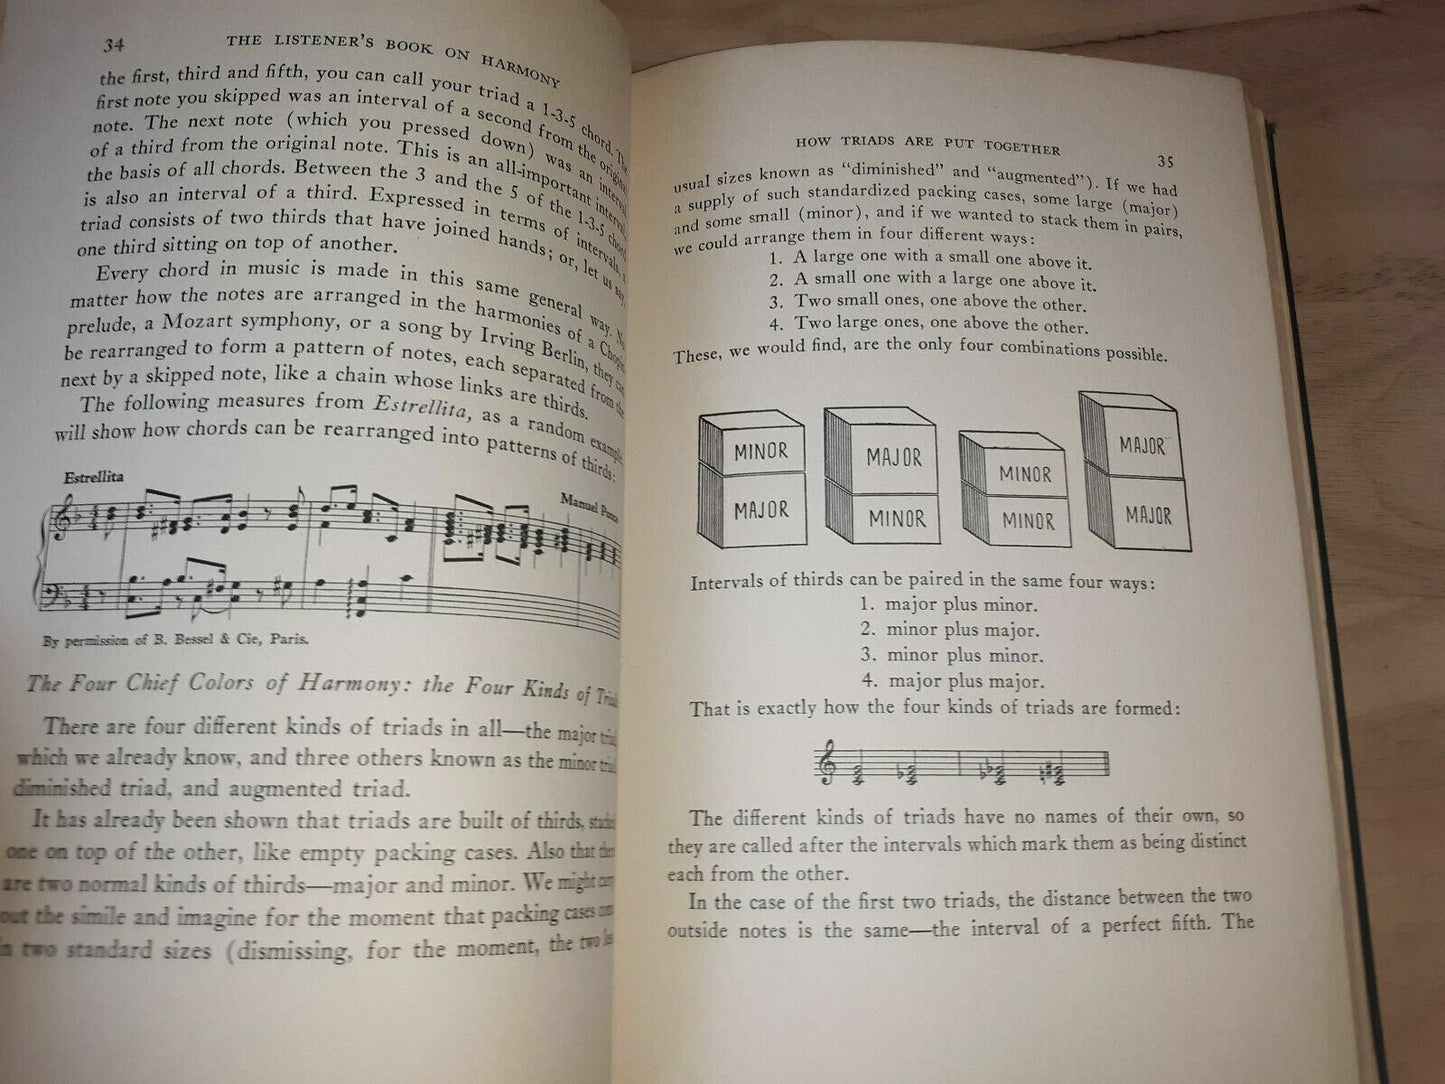 34 THE LISTENER'S BOOK ON HARMONY
the first, third and fifth, you can call your triad a 1-3-5 chord. The
first note you skipped was an interval of a second from the original
note. The next note (which you pressed down) was an interval
of a third from the original note. This is an all-important interval,
the basis of all chords. Between the 3 and the 5 of the 1-3-5 chord
is also an interval of a third. Expressed in terms of intervals, a
triad consists of two thirds that have joined hands; or, let us say,
one third sitting on top of another.
Every chord in music is made in this same general way. No
matter how the notes are arranged in the harmonies of a Chopin
prelude, a Mozart symphony, or a song by Irving Berlin, they can
be rearranged to form a pattern of notes, each separated from the
next by a skipped note, like a chain whose links are thirds.
The following measures from Estrellita, as a random example,
will show how chords can be rearranged into patterns of thirds:
Estrellita
Manuel Ponce
By permission of B. Bessel & Cie, Paris.
The Four Chief Colors of Harmony: the Four Kinds of Triads
There are four different kinds of triads in all—the major triad
which we already know, and three others known as the minor triad
diminished triad, and augmented triad.
It has already been shown that triads are built of thirds, stacked
one on top of the other, like empty packing cases. Also that there
are two normal kinds of thirds—major and minor. We might carry
out the simile and imagine for the moment that packing cases come
in two standard sizes (dismissing, for the moment, the two less
HOW TRIADS ARE PUT TOGETHER 35
usual sizes known as "diminished" and "augmented"). If we had
a supply of such standardized packing cases, some large (major)
and some small (minor), and if we wanted to stack them in pairs,
we could arrange them in four different ways:
1. A large one with a small one above it.
2. A small one with a large one above it.
3. Two small ones, one above the other.
4. Two large ones, one above the other.
These, we would find, are the only four combinations possible.
MINOR MAJOR MINOR MAJOR
MAJOR MINOR MINOR MAJOR
Intervals of thirds can be paired in the same four ways:
1. major plus minor.
2. minor plus major.
3. minor plus minor.
4. major plus major.
That is exactly how the four kinds of triads are formed:
The different kinds of triads have no names of their own, so
they are called after the intervals which mark them as being distinct
each from the other.
In the case of the first two triads, the distance between the two
outside notes is the same—the interval of a perfect fifth. The